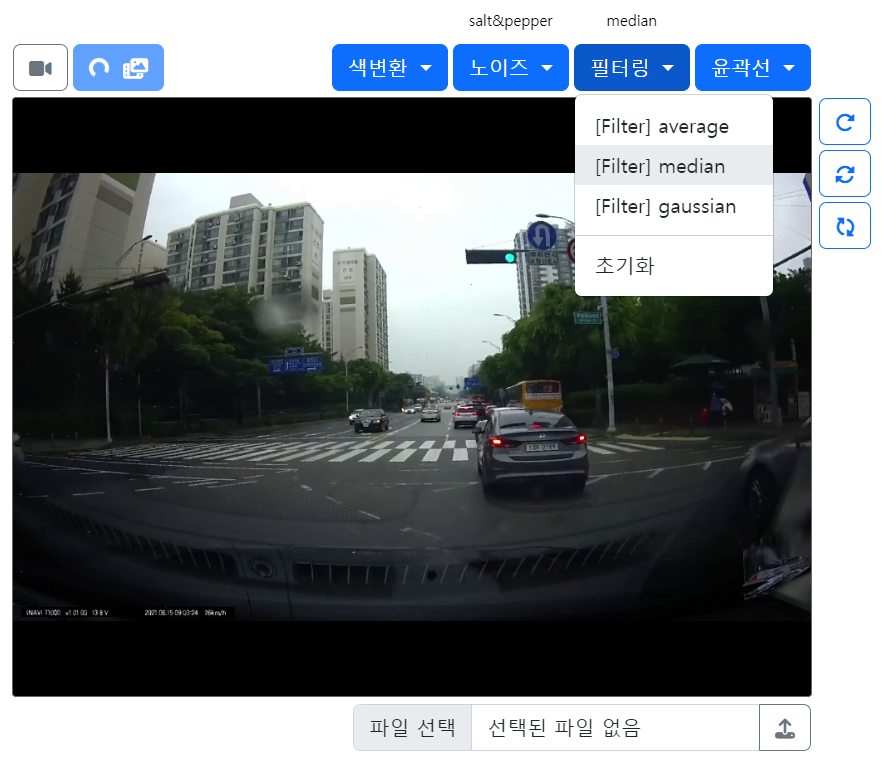 salt&pepper median
색변환 노이즈 필터링 윤곽선
[Filter] average
[Filter] median
[Filter] gaussian
초기화
iNAVI T1000 v1.01.00 13.8 V 2021.06.15 09:03:24 26km/h
파일 선택 선택된 파일 없음